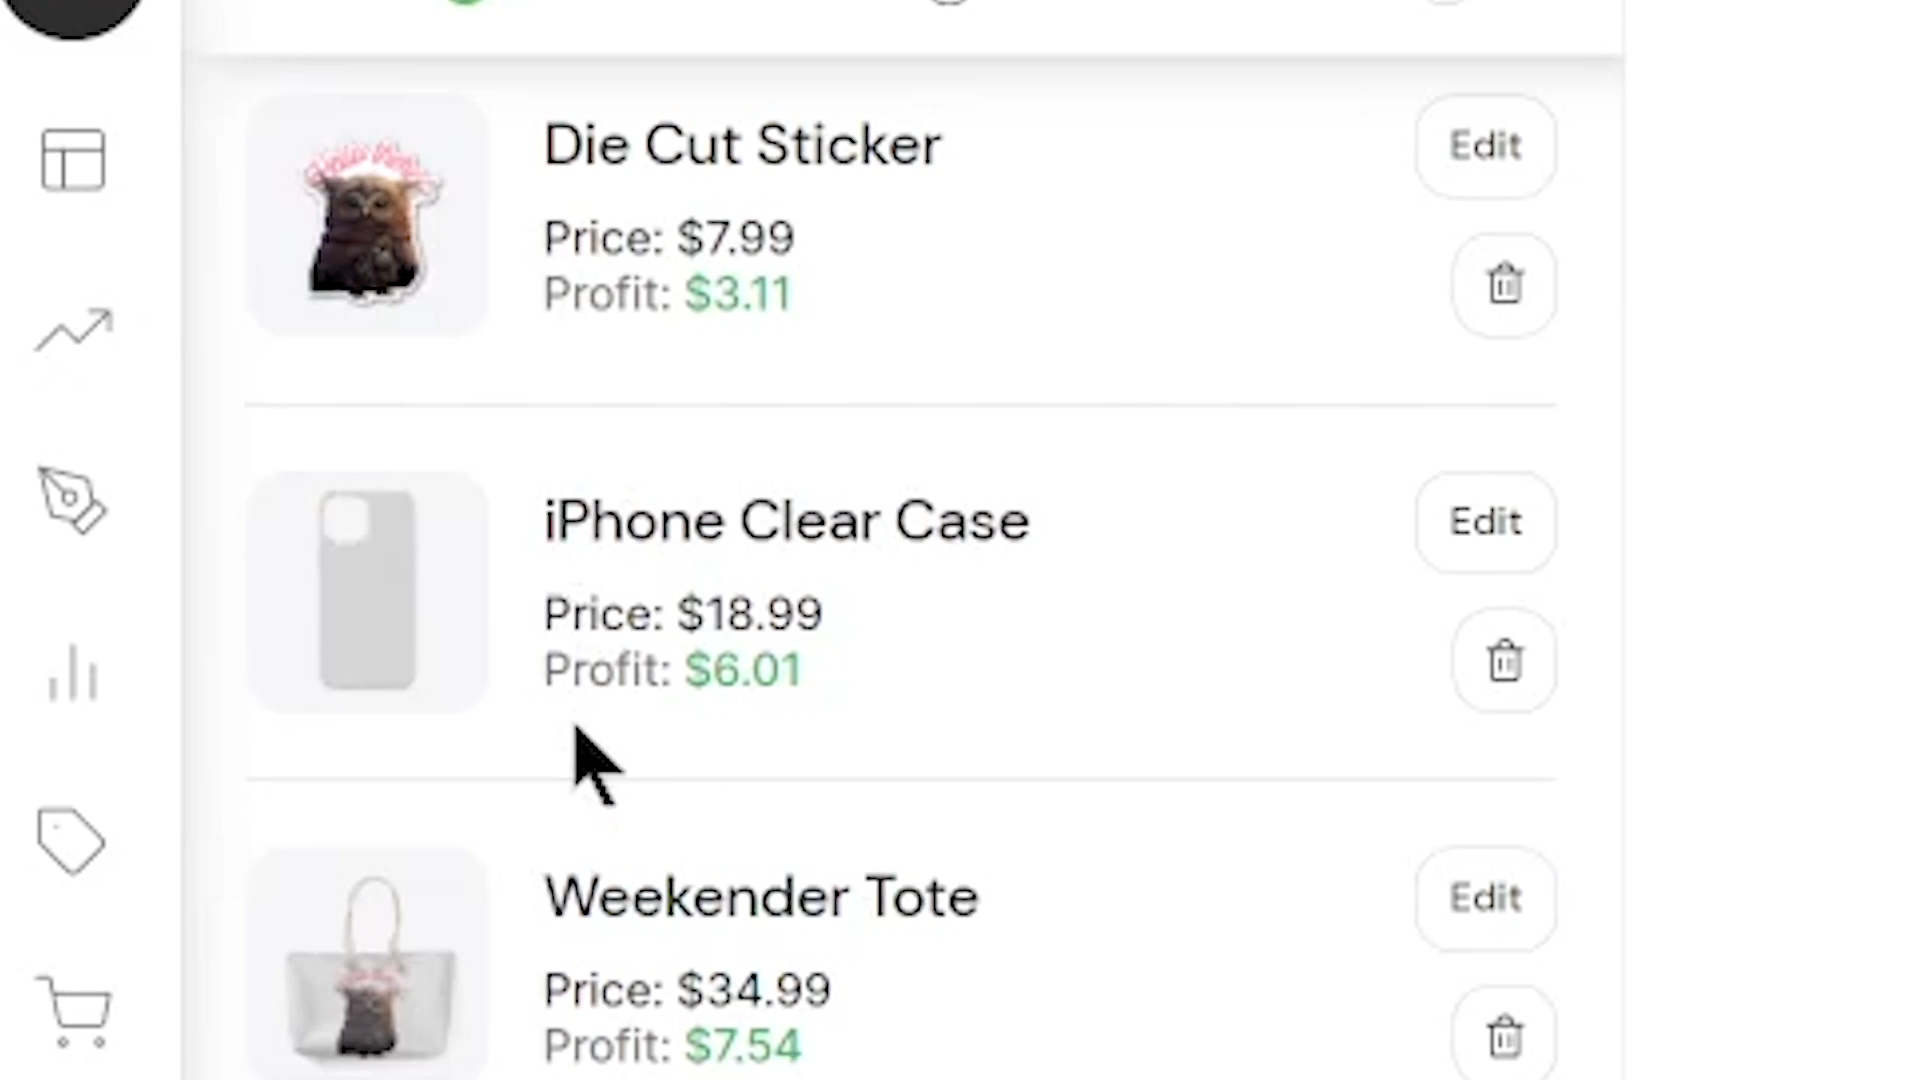 Die Cut Sticker
Edit
Price: $7.99
Profit: $3.11
iPhone Clear Case
Edit
Price: $18.99
Profit: $6.01
Weekender Tote
Edit
Price: $34.99
Profit: $7.54